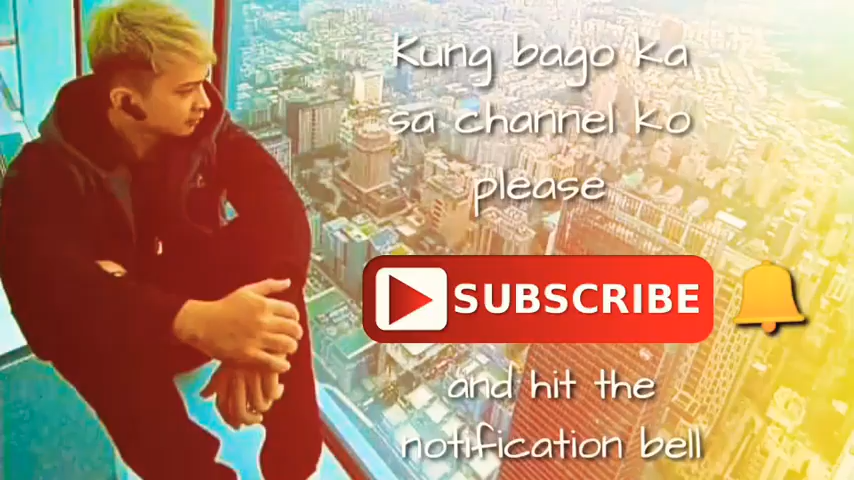 Kung bago ka
sa channel ko
please
SUBSCRIBE
and hit the
notification bell